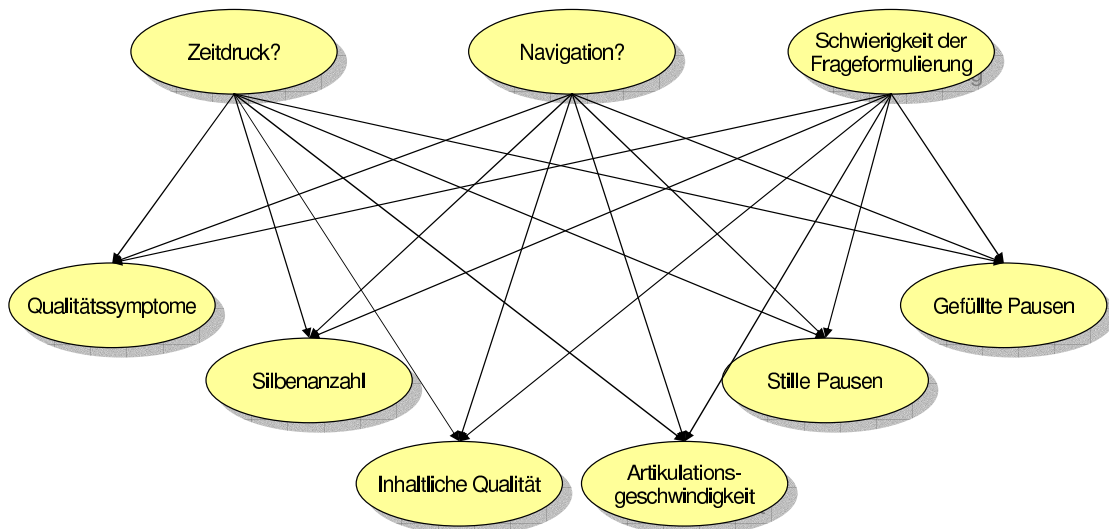 Zeitdruck?
Navigation?
Schwierigkeit der
Frageformulierung
Qualitätssymptome
Gefüllte Pausen
Silbenanzahl
Stille Pausen
Inhaltliche Qualität
Artikulations-
geschwindigkeit